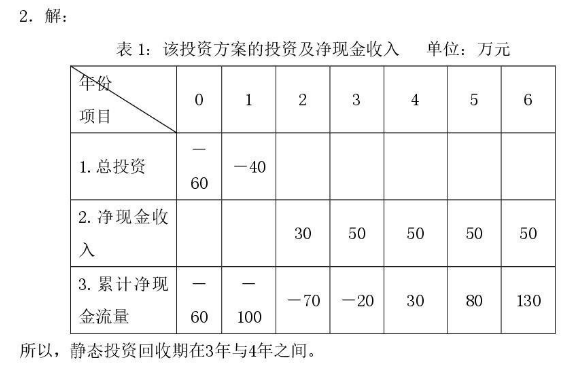 2. 解：
表 1：该投资方案的投资及净现金收入 单位：万元
年份
项目
0 1 2 3 4 5 6
1. 总投资 －60 －40
2. 净现金收入 30 50 50 50 50
3. 累计净现金流量 －60 －100 －70 －20 30 80 130
所以，静态投资回收期在3年与4年之间。